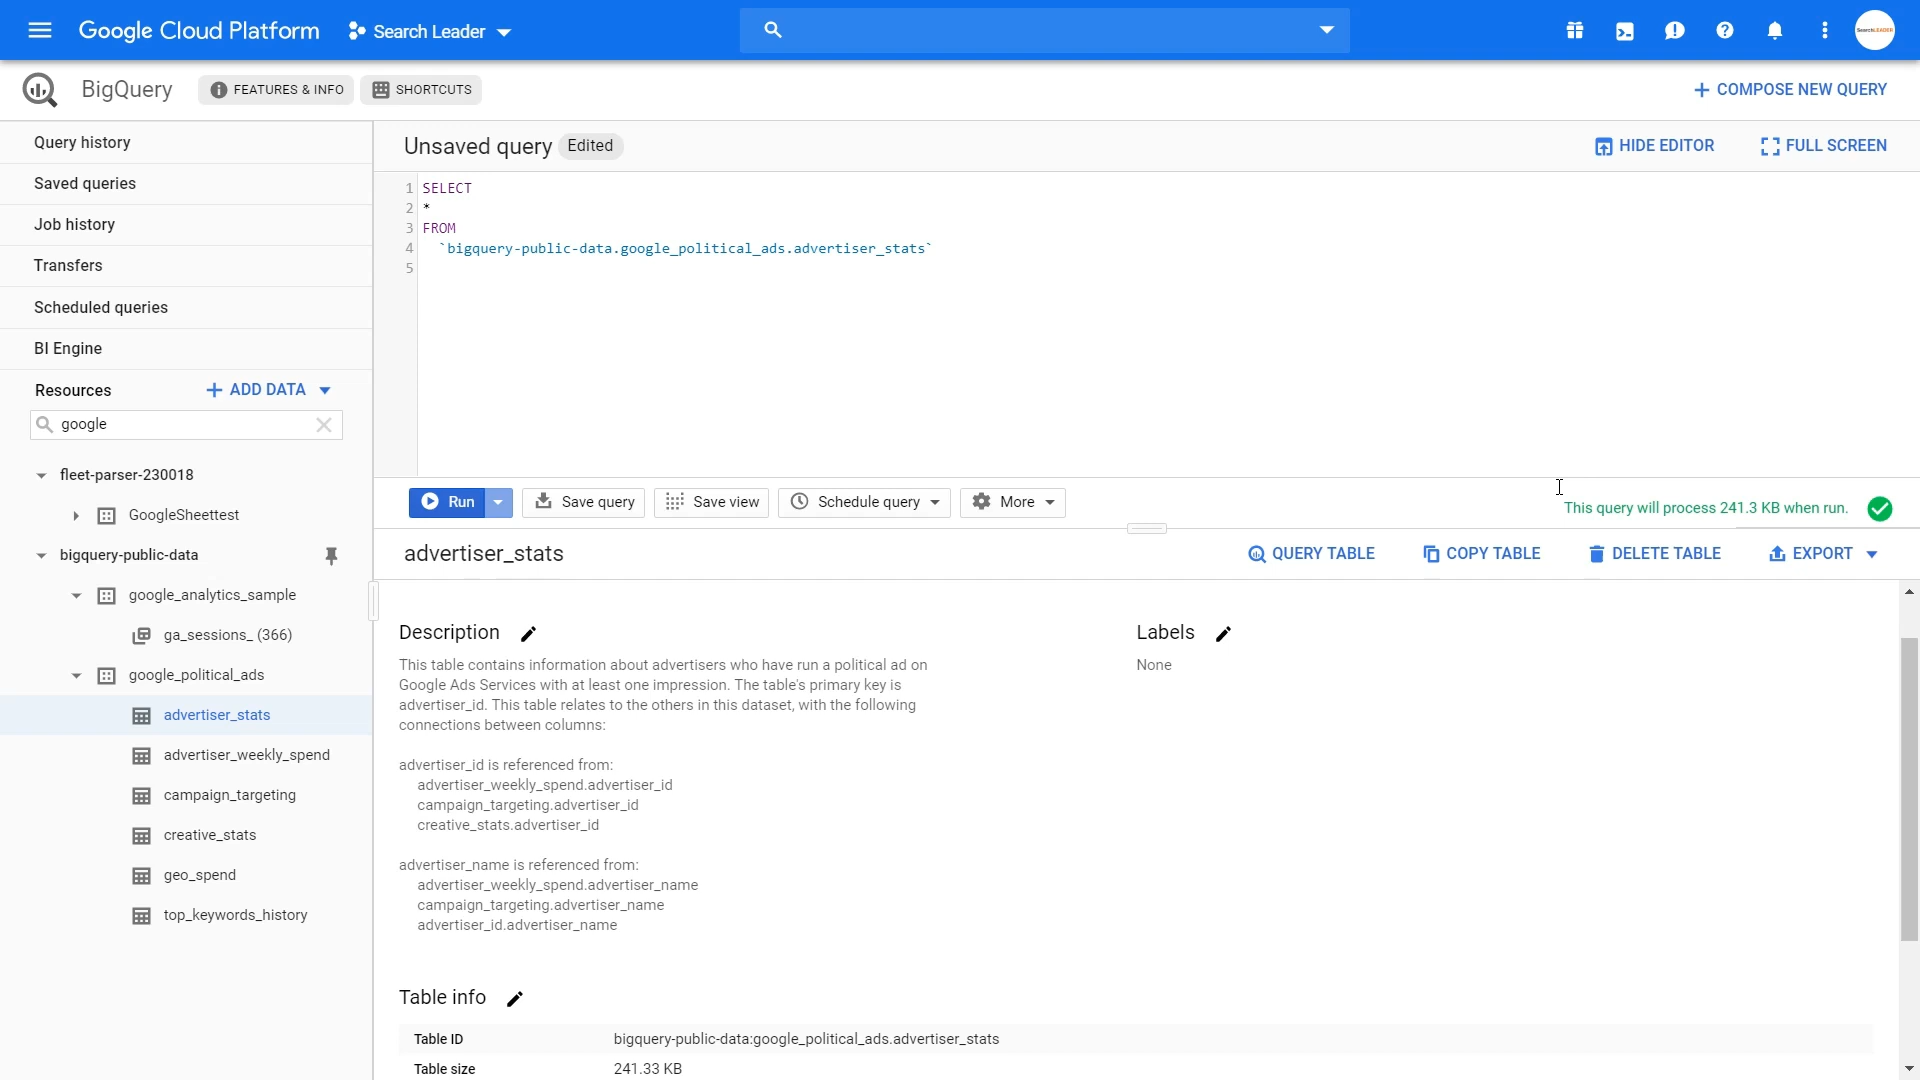 Google Cloud Platform
Search Leader
SearchLEADER
BigQuery
FEATURES & INFO
SHORTCUTS
COMPOSE NEW QUERY
Query history
Saved queries
Job history
Transfers
Scheduled queries
BI Engine
Resources
ADD DATA
google
fleet-parser-230018
GoogleSheettest
bigquery-public-data
google_analytics_sample
ga_sessions_ (366)
google_political_ads
advertiser_stats
advertiser_weekly_spend
campaign_targeting
creative_stats
geo_spend
top_keywords_history
Unsaved query
Edited
HIDE EDITOR
FULL SCREEN
1 SELECT
2 *
3 FROM
4 `bigquery-public-data.google_political_ads.advertiser_stats`
5
Run
Save query
Save view
Schedule query
More
This query will process 241.3 KB when run.
advertiser_stats
QUERY TABLE
COPY TABLE
DELETE TABLE
EXPORT
Description
This table contains information about advertisers who have run a political ad on
Google Ads Services with at least one impression. The table's primary key is
advertiser_id. This table relates to the others in this dataset, with the following
connections between columns:
advertiser_id is referenced from:
advertiser_weekly_spend.advertiser_id
campaign_targeting.advertiser_id
creative_stats.advertiser_id
advertiser_name is referenced from:
advertiser_weekly_spend.advertiser_name
campaign_targeting.advertiser_name
advertiser_id.advertiser_name
Labels
None
Table info
Table ID bigquery-public-data:google_political_ads.advertiser_stats
Table size 241.33 KB